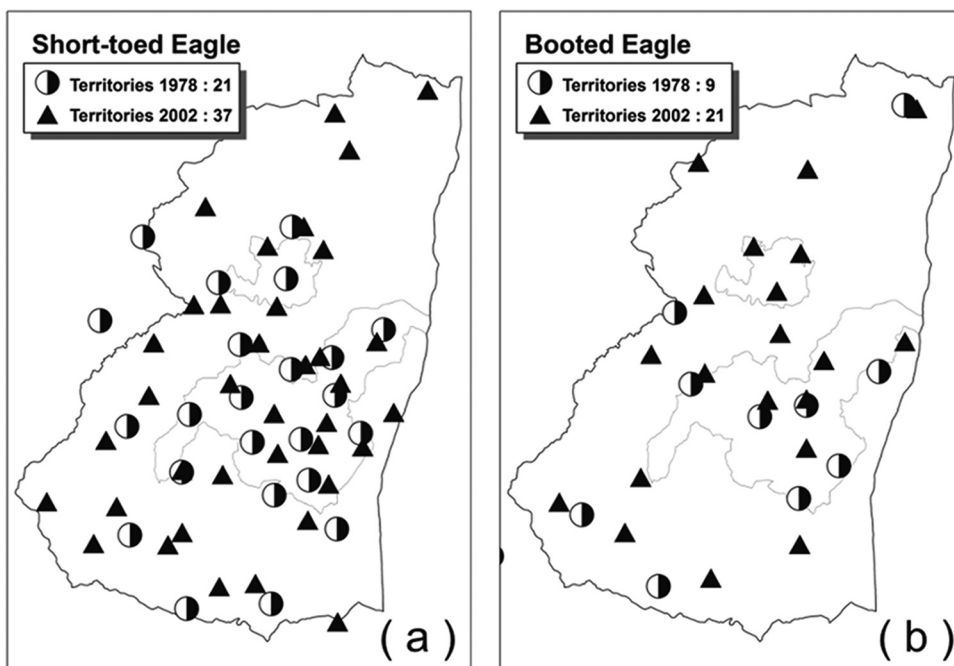 Short-toed Eagle
Territories 1978 : 21
Territories 2002 : 37
( a )
Booted Eagle
Territories 1978 : 9
Territories 2002 : 21
( b )